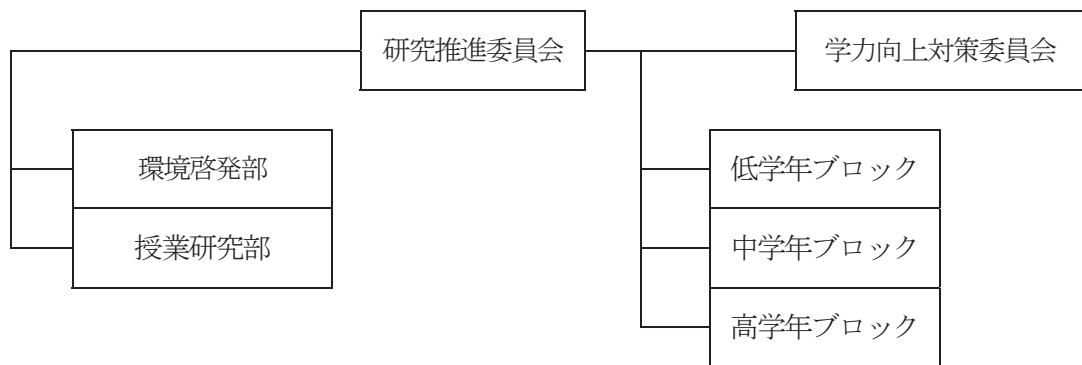 研究推進委員会
学力向上対策委員会
環境啓発部
授業研究部
低学年ブロック
中学年ブロック
高学年ブロック